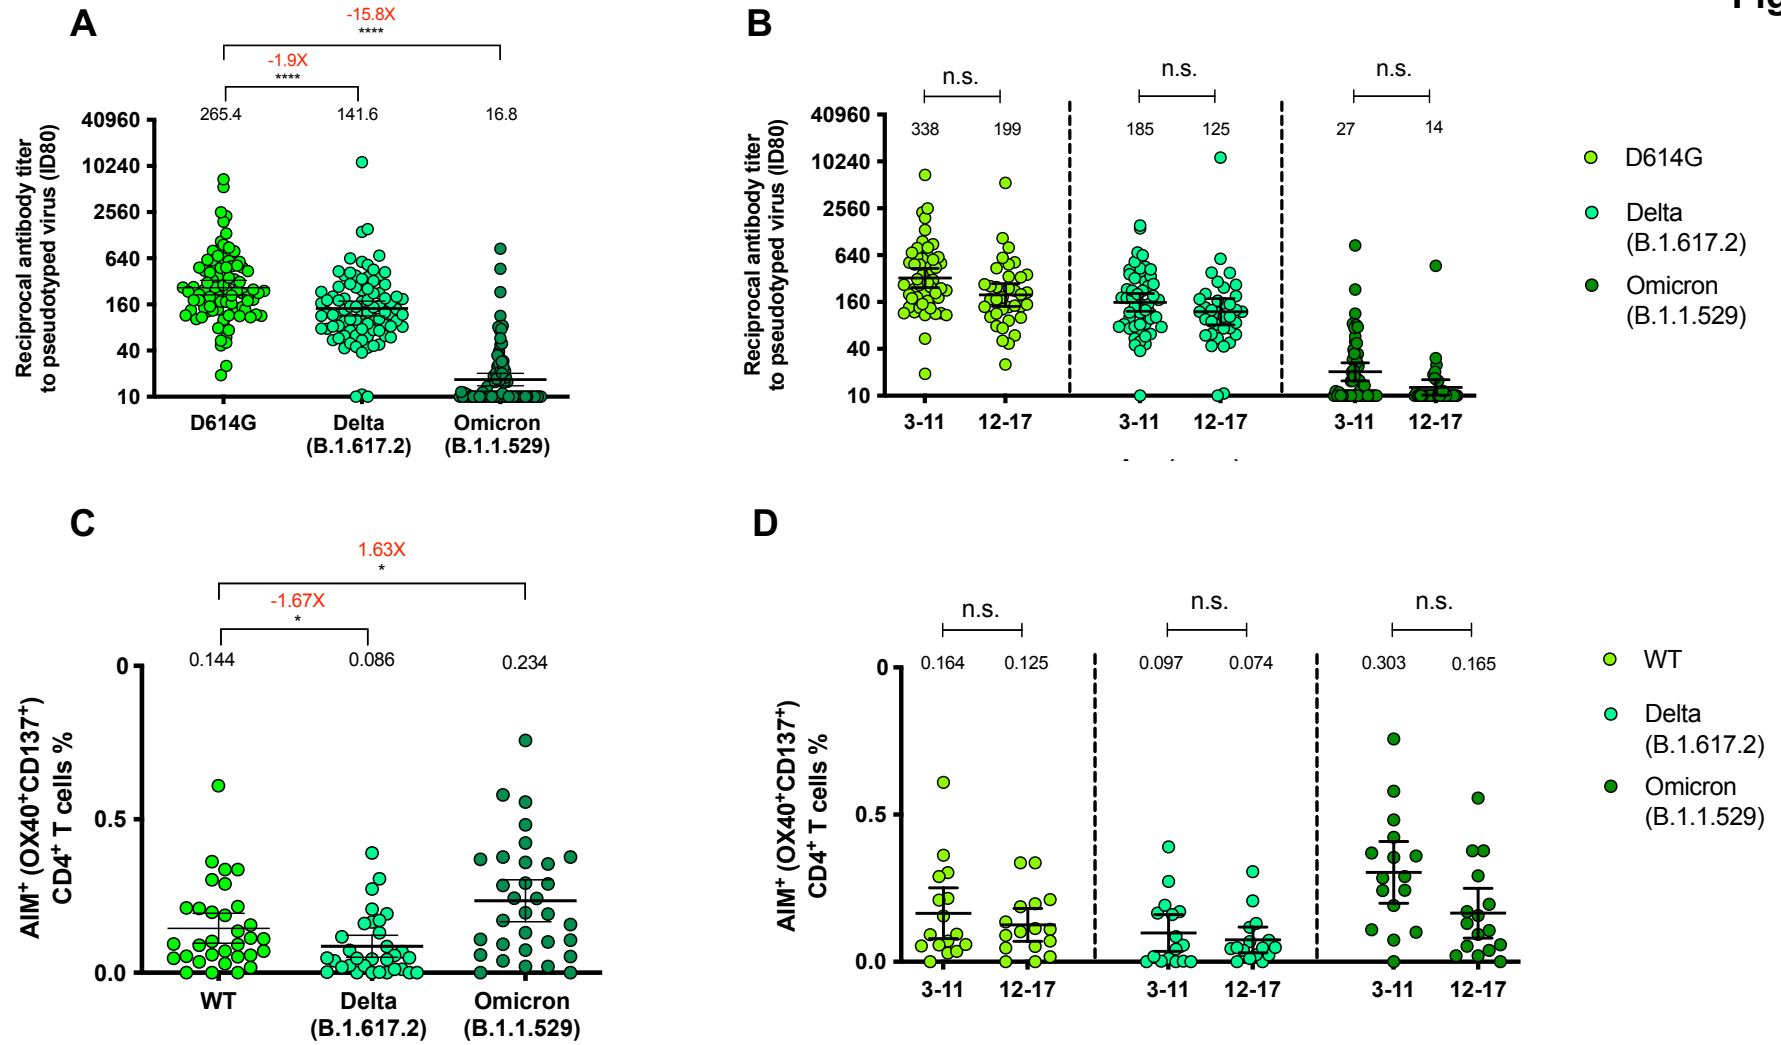 Fig
A
-15.8X
****
-1.9X
****
265.4
141.6
16.8
Reciprocal antibody titer
to pseudotyped virus (ID80)
40960
10240
2560
640
160
40
10
D614G
Delta
(B.1.617.2)
Omicron
(B.1.1.529)
B
n.s.
n.s.
n.s.
338
199
185
125
27
14
Reciprocal antibody titer
to pseudotyped virus (ID80)
40960
10240
2560
640
160
40
10
3-11
12-17
3-11
12-17
3-11
12-17
D614G
Delta
(B.1.617.2)
Omicron
(B.1.1.529)
C
1.63X
*
-1.67X
*
0.144
0.086
0.234
AIM⁺ (OX40⁺CD137⁺)
CD4⁺ T cells %
0
0.5
0.0
WT
Delta
(B.1.617.2)
Omicron
(B.1.1.529)
D
n.s.
n.s.
n.s.
0.164
0.125
0.097
0.074
0.303
0.165
AIM⁺ (OX40⁺CD137⁺)
CD4⁺ T cells %
0
0.5
0.0
3-11
12-17
3-11
12-17
3-11
12-17
WT
Delta
(B.1.617.2)
Omicron
(B.1.1.529)